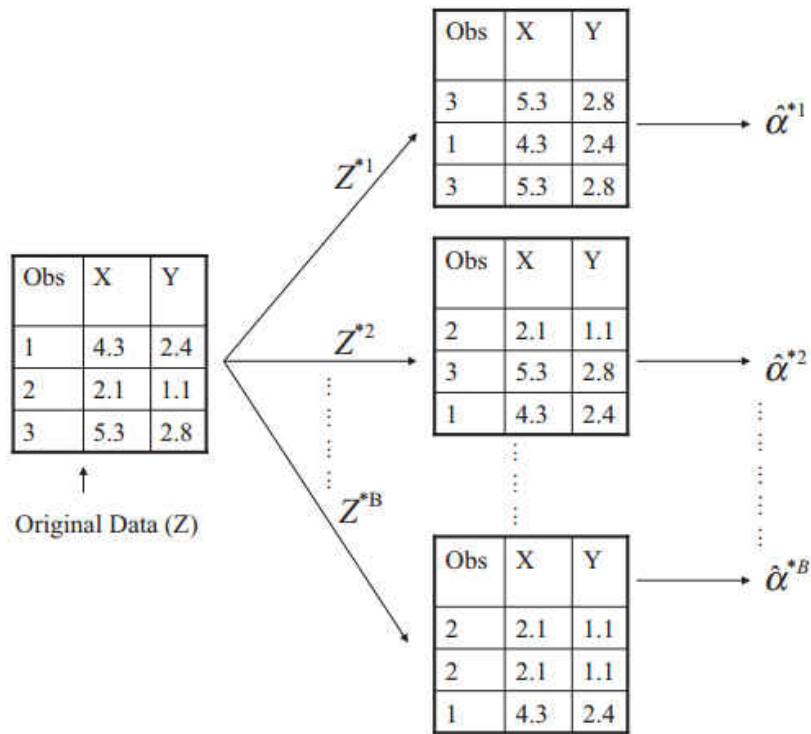 Obs X Y
3 5.3 2.8
1 4.3 2.4
3 5.3 2.8
α̂*1
Z*1
Obs X Y
1 4.3 2.4
2 2.1 1.1
3 5.3 2.8
Original Data (Z)
Z*2
Obs X Y
2 2.1 1.1
3 5.3 2.8
1 4.3 2.4
α̂*2
Z*B
Obs X Y
2 2.1 1.1
2 2.1 1.1
1 4.3 2.4
α̂*B